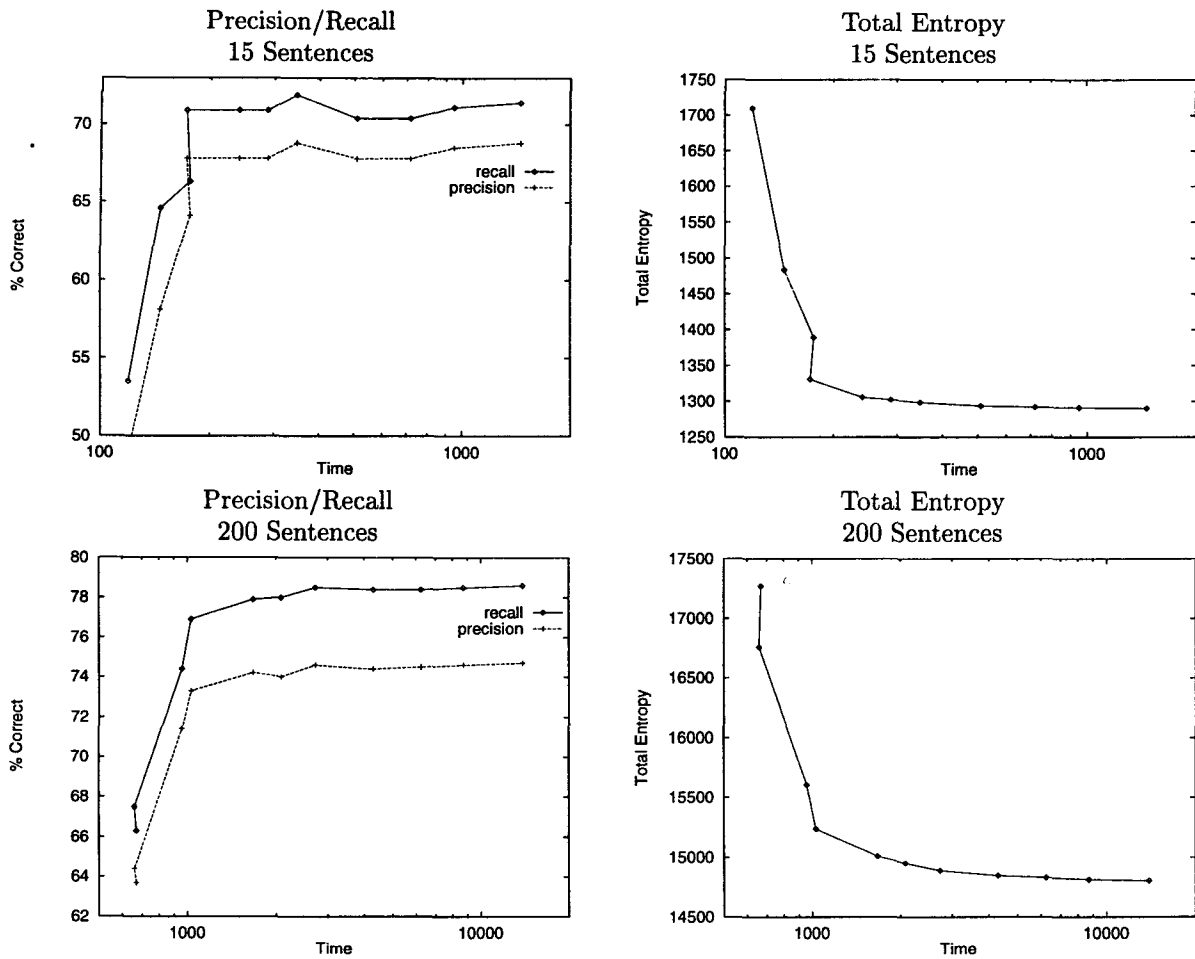 Precision/Recall
15 Sentences
70
65
60
55
50
% Correct
100
1000
Time
recall
precision
Total Entropy
15 Sentences
1750
1700
1650
1600
1550
1500
1450
1400
1350
1300
1250
Total Entropy
100
1000
Time
Precision/Recall
200 Sentences
80
78
76
74
72
70
68
66
64
62
% Correct
1000
10000
Time
recall
precision
Total Entropy
200 Sentences
17500
17000
16500
16000
15500
15000
14500
Total Entropy
1000
10000
Time